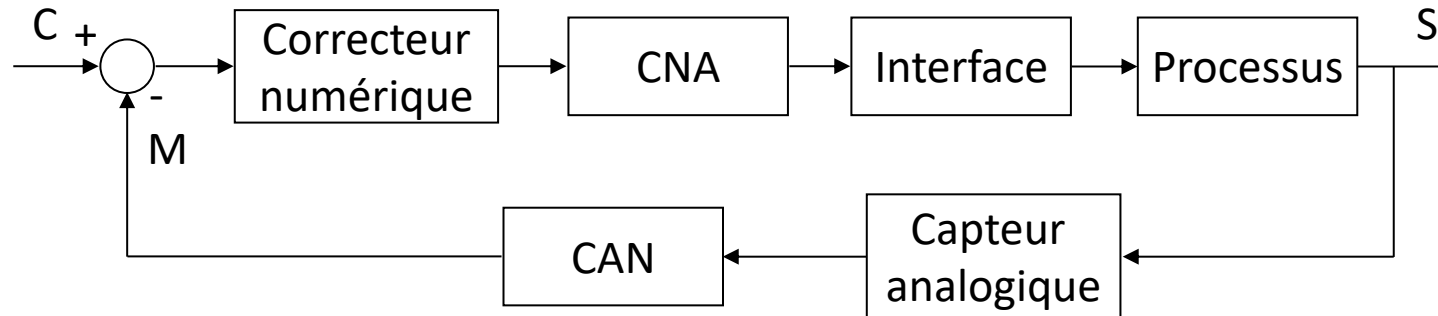 C
+
-
M
Correcteur
numérique
CNA
Interface
Processus
S
CAN
Capteur
analogique